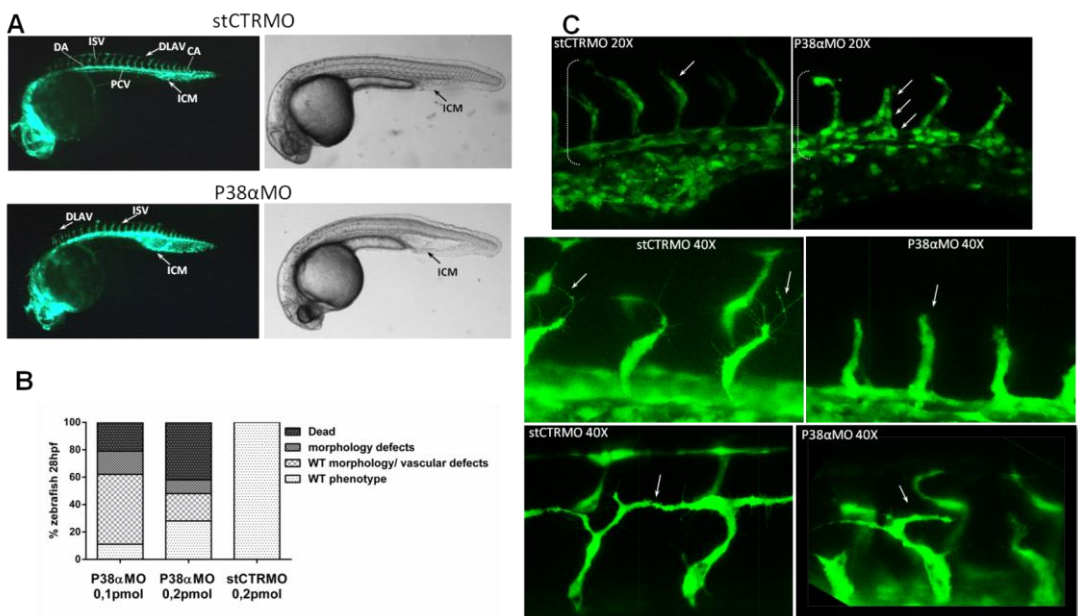 A
stCTRMO
DA
ISV
DLAV
CA
PCV
ICM
ICM
P38αMO
DLAV
ISV
ICM
ICM
B
% zebrafish 28hpf
100
80
60
40
20
0
P38αMO
0,1pmol
P38αMO
0,2pmol
stCTRMO
0,2pmol
Dead
morphology defects
WT morphology/ vascular defects
WT phenotype
C
stCTRMO 20X
P38αMO 20X
stCTRMO 40X
P38αMO 40X
stCTRMO 40X
P38αMO 40X